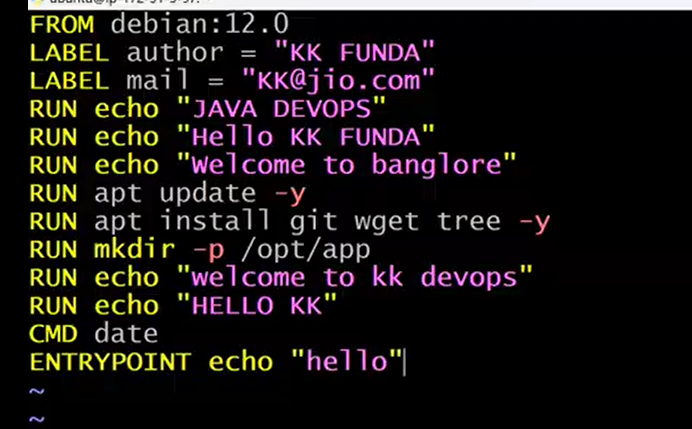 FROM debian:12.0
LABEL author = "KK FUNDA"
LABEL mail = "KK@jio.com"
RUN echo "JAVA DEVOPS"
RUN echo "Hello KK FUNDA"
RUN echo "Welcome to banglore"
RUN apt update -y
RUN apt install git wget tree -y
RUN mkdir -p /opt/app
RUN echo "welcome to kk devops"
RUN echo "HELLO KK"
CMD date
ENTRYPOINT echo "hello"
~
~